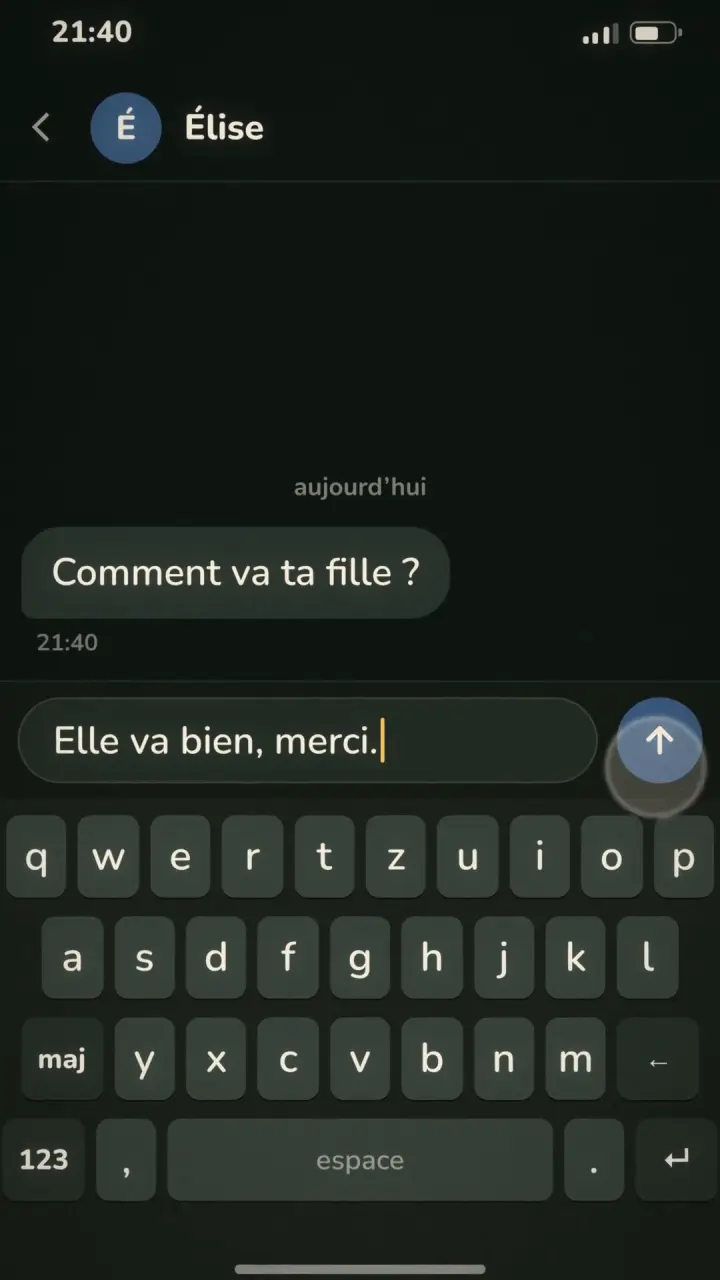 21:40
É Élise
aujourd’hui
Comment va ta fille ?
21:40
Elle va bien, merci.
q w e r t z u i o p
a s d f g h j k l
maj y x c v b n m ←
123 , espace . ↵